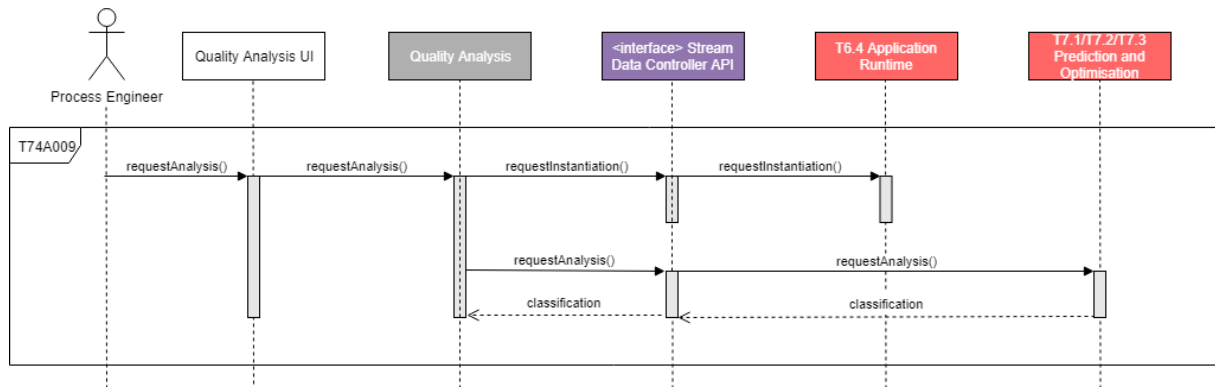 Process Engineer
Quality Analysis UI
Quality Analysis
<interface> Stream
Data Controller API
T6.4 Application
Runtime
T7.1/T7.2/T7.3
Prediction and
Optimisation
T74A009
requestAnalysis()
requestAnalysis()
requestInstantiation()
requestInstantiation()
requestAnalysis()
requestAnalysis()
classification
classification